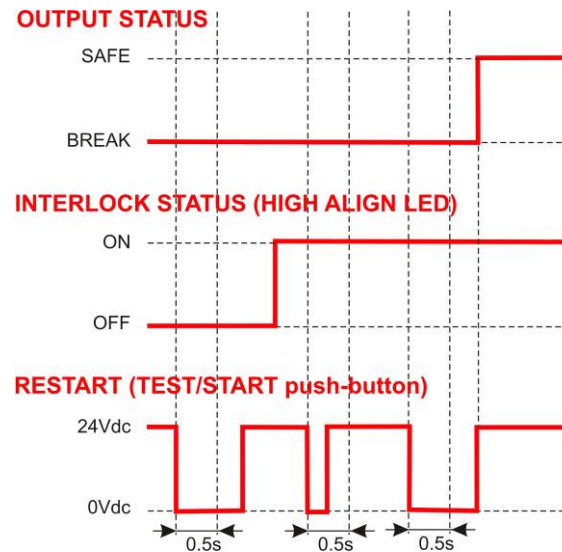 OUTPUT STATUS
SAFE
BREAK
INTERLOCK STATUS (HIGH ALIGN LED)
ON
OFF
RESTART (TEST/START push-button)
24Vdc
0Vdc
0.5s 0.5s 0.5s